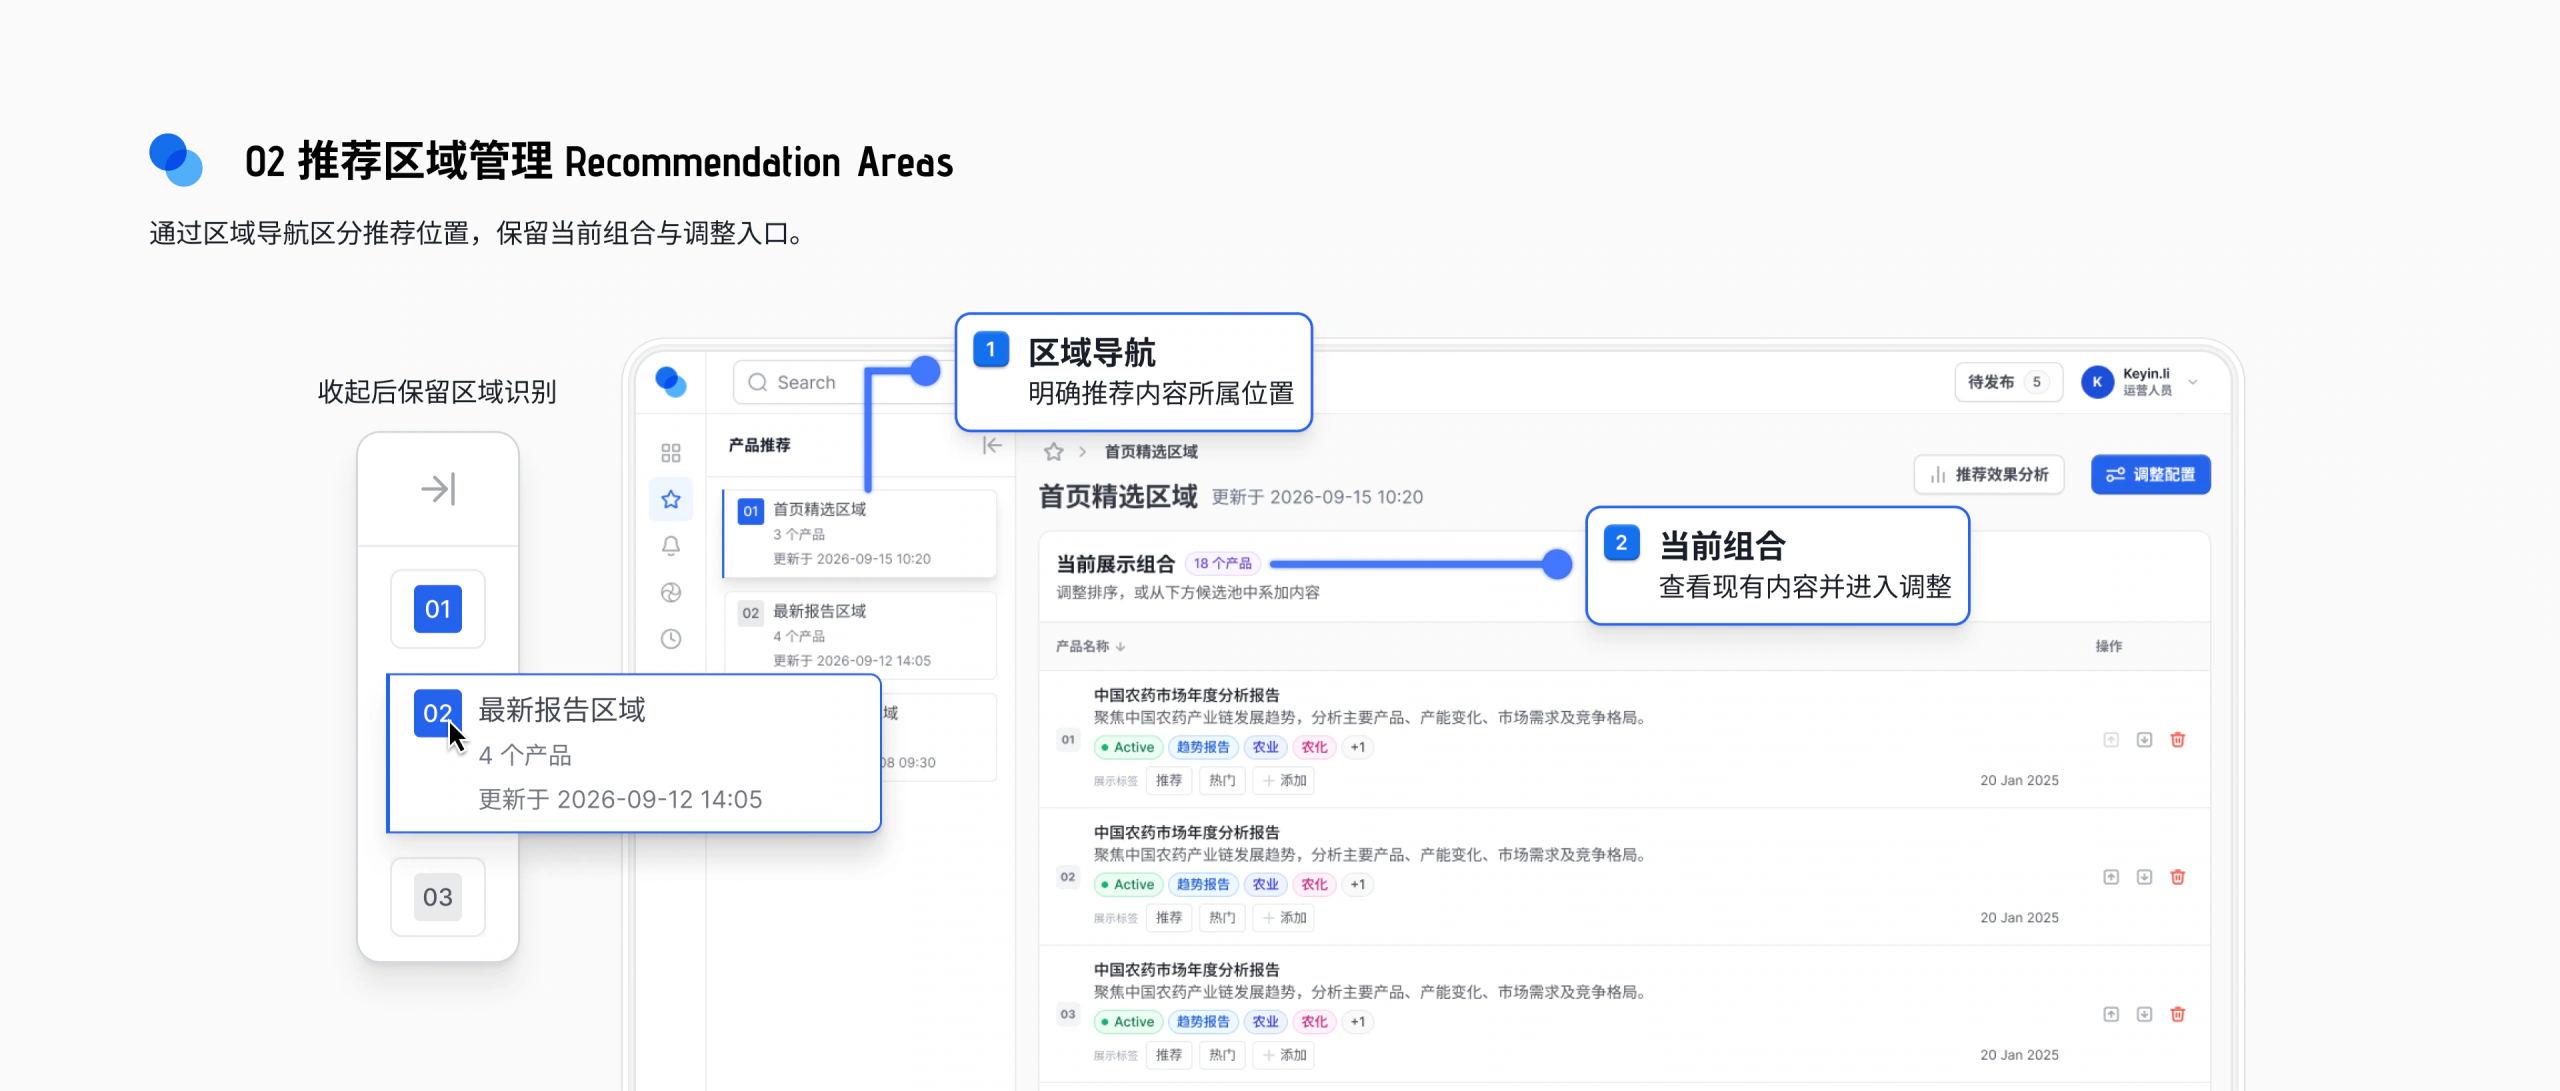 02 推荐区域管理 Recommendation Areas
通过区域导航区分推荐位置，保留当前组合与调整入口。
收起后保留区域识别
01
02
最新报告区域
4 个产品
更新于 2026-09-12 14:05
03
Search
1
区域导航
明确推荐内容所属位置
待发布 5
K
Keyin.li
运营人员
产品推荐
01
首页精选区域
3 个产品
更新于 2026-09-15 10:20
02
最新报告区域
4 个产品
更新于 2026-09-12 14:05
域
08 09:30
首页精选区域
首页精选区域 更新于 2026-09-15 10:20
推荐效果分析
调整配置
当前展示组合 18 个产品
调整排序，或从下方候选池中系加内容
2
当前组合
查看现有内容并进入调整
产品名称
操作
01
中国农药市场年度分析报告
聚焦中国农药产业链发展趋势，分析主要产品、产能变化、市场需求及竞争格局。
Active 趋势报告 农业 农化 +1
展示标签 推荐 热门 添加
20 Jan 2025
02
中国农药市场年度分析报告
聚焦中国农药产业链发展趋势，分析主要产品、产能变化、市场需求及竞争格局。
Active 趋势报告 农业 农化 +1
展示标签 推荐 热门 添加
20 Jan 2025
03
中国农药市场年度分析报告
聚焦中国农药产业链发展趋势，分析主要产品、产能变化、市场需求及竞争格局。
Active 趋势报告 农业 农化 +1
展示标签 推荐 热门 添加
20 Jan 2025